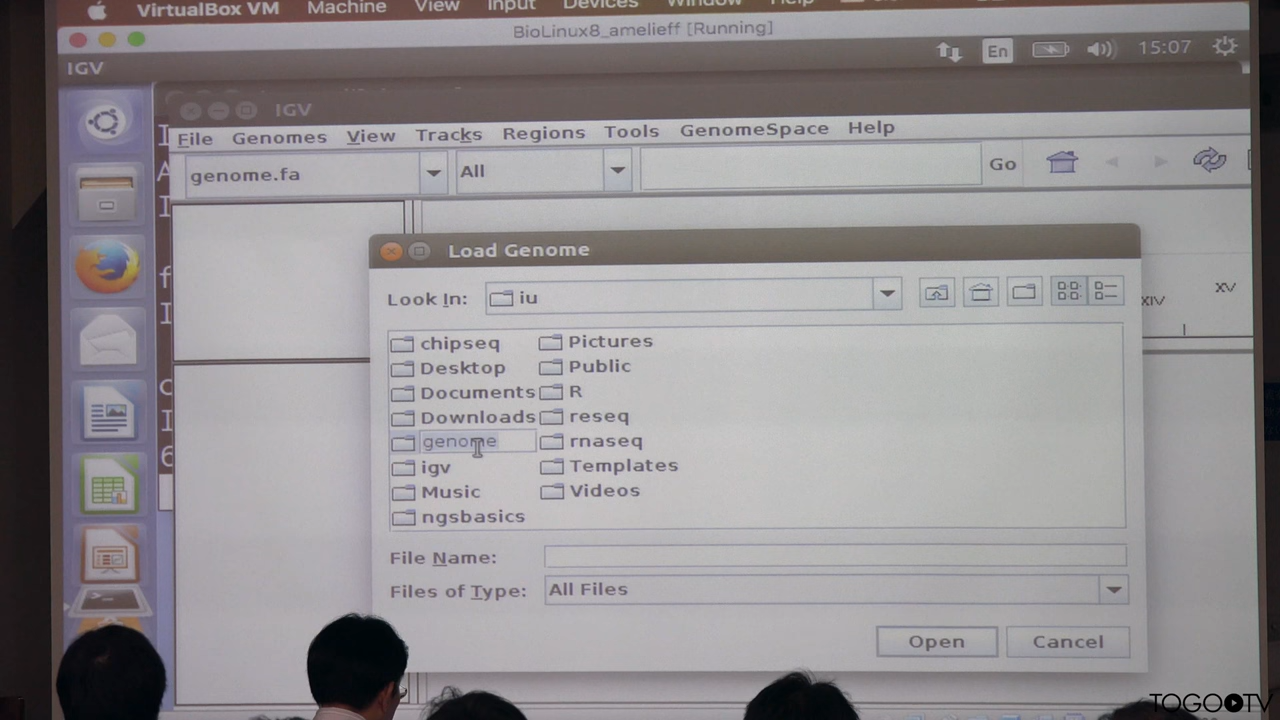 VirtualBox VM Machine View Input Devices Window Help
BioLinux8_amelieff [Running]
IGV En 15:07
IGV
File Genomes View Tracks Regions Tools GenomeSpace Help
genome.fa All Go
Load Genome
Look In: iu
XIV XV
chipseq Pictures
Desktop Public
Documents R
Downloads reseq
genome rnaseq
igv Templates
Music Videos
ngsbasics
File Name:
Files of Type: All Files
Open Cancel
TOGOTV